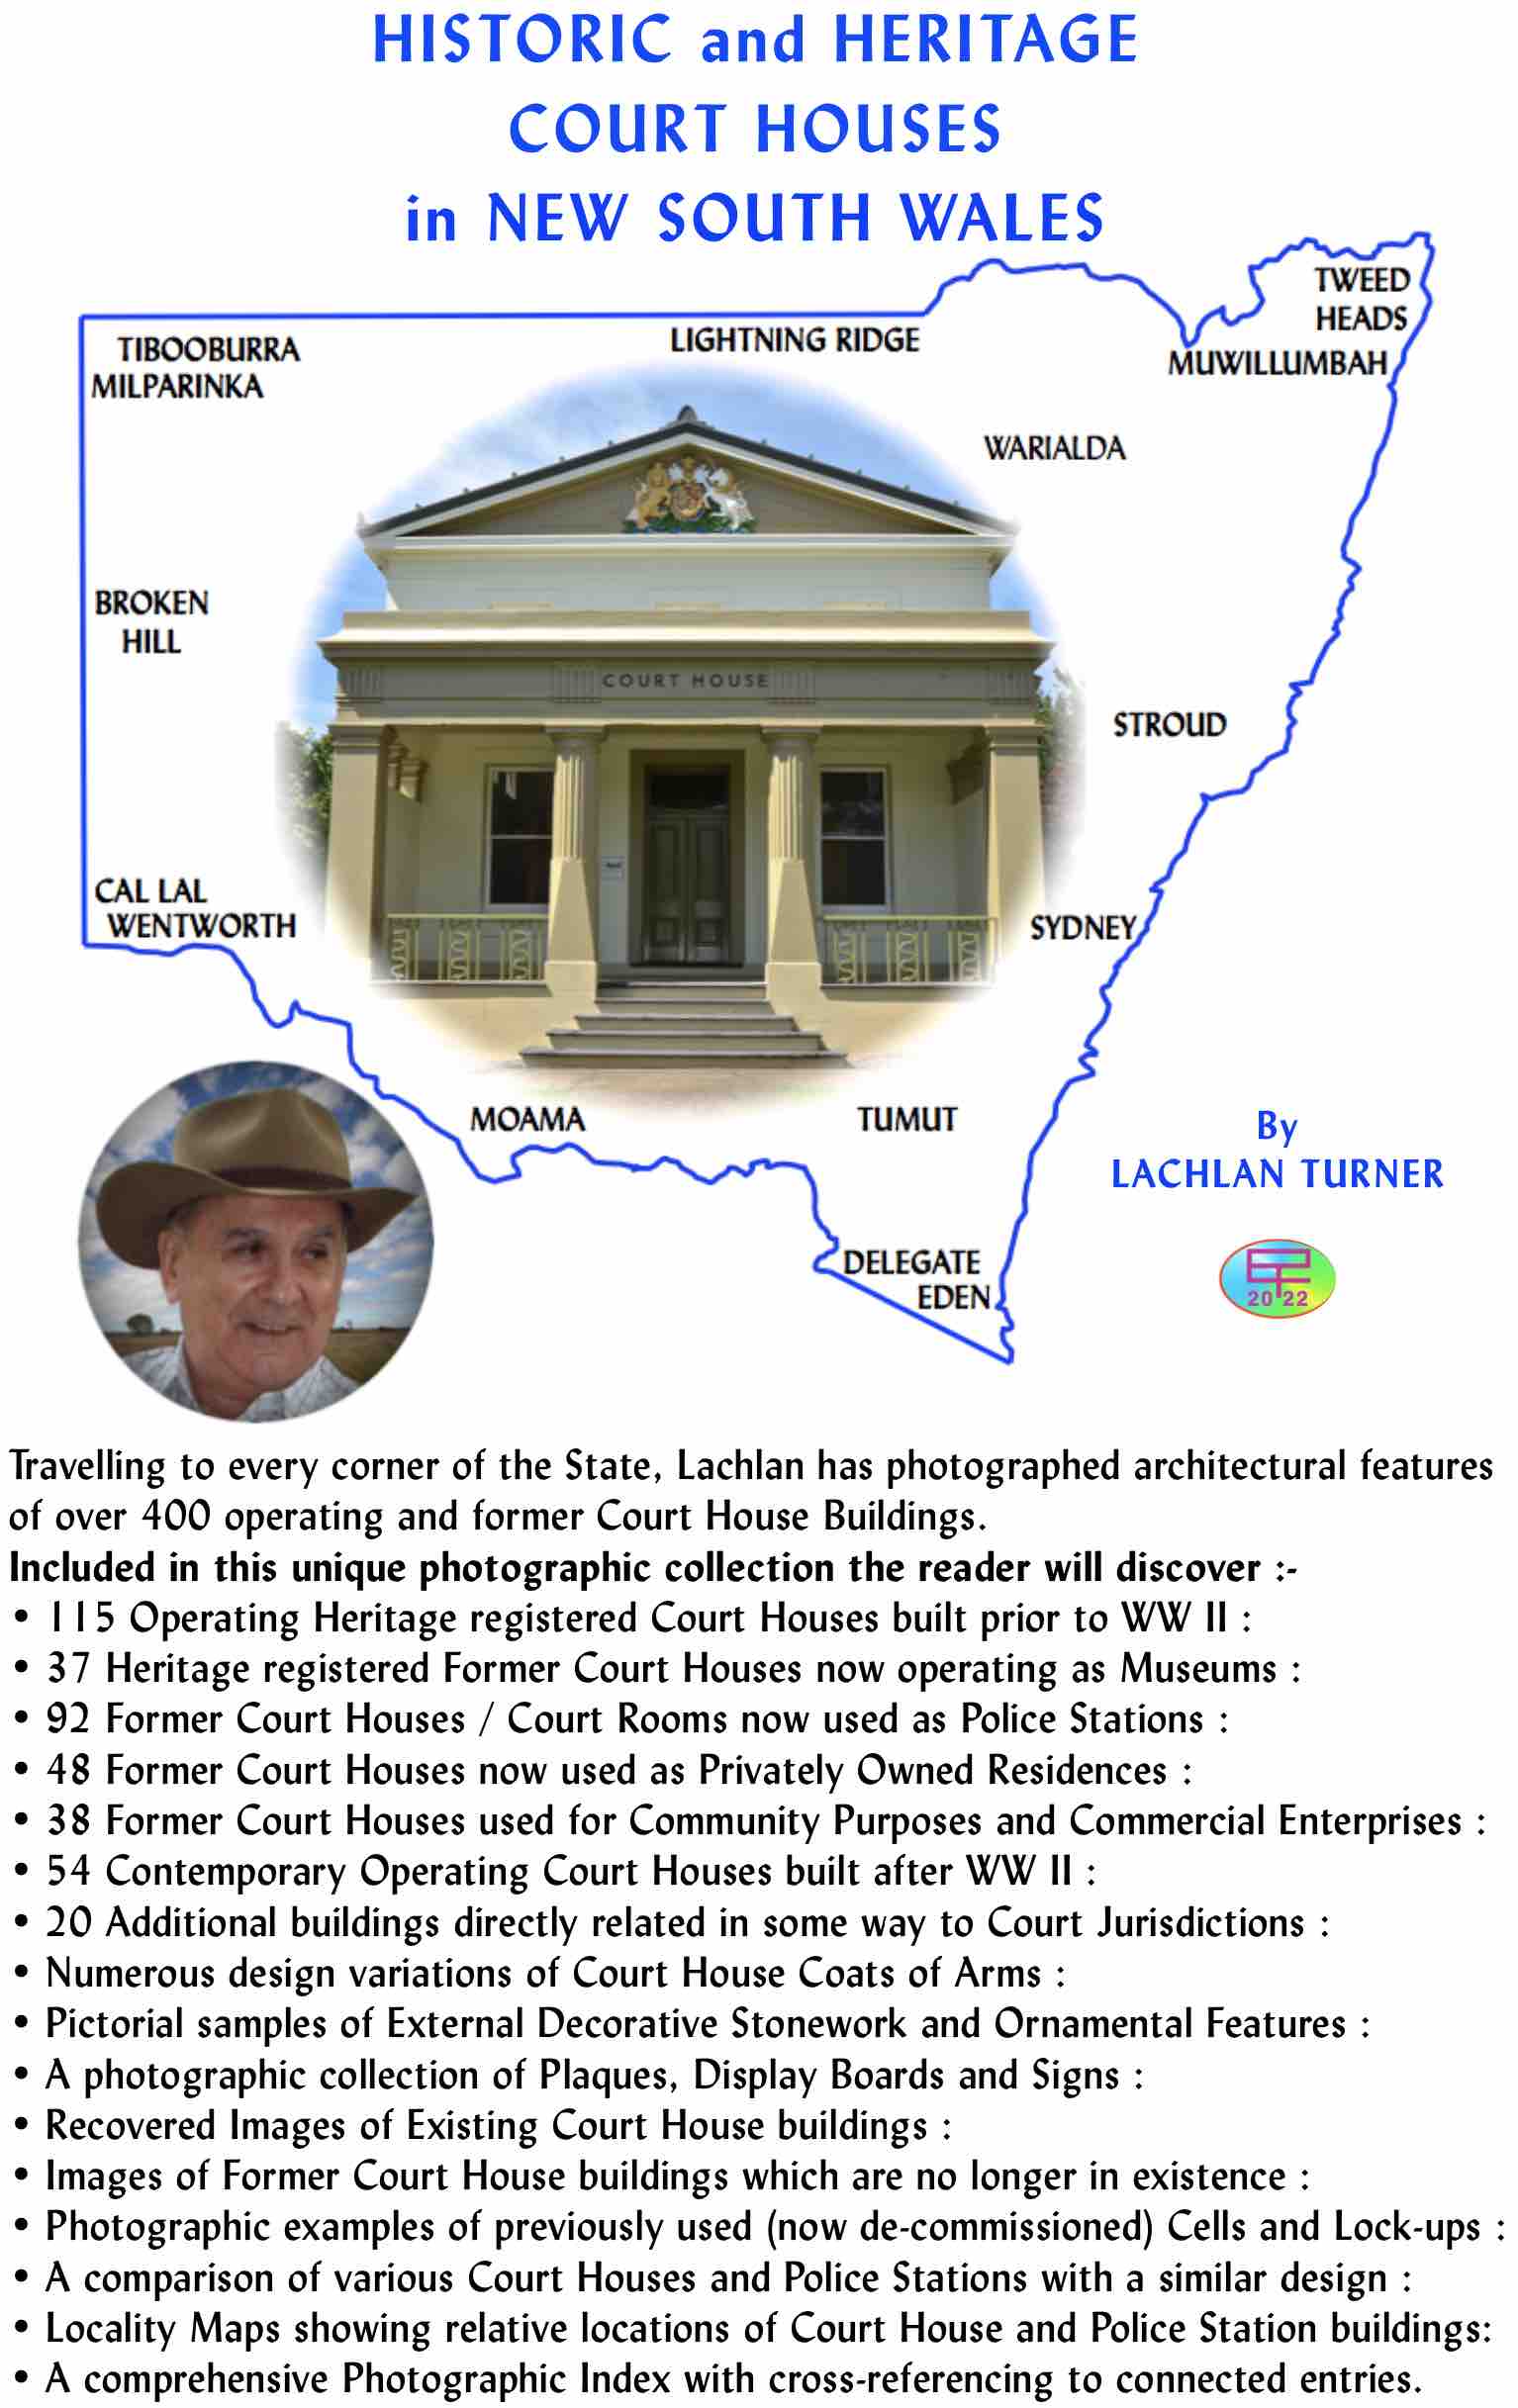 HISTORIC and HERITAGE
COURT HOUSES
in NEW SOUTH WALES
TWEED
HEADS
TIBOOBURRA
LIGHTNING RIDGE
MILPARINKA
MUWILLUMBAH
WARIALDA
BROKEN
HILL
COURT HOUSE
STROUD
CAL LAL
WENTWORTH
SYDNEY
MOAMA
TUMUT
By
LACHLAN TURNER
DELEGATE
EDEN
20 22
Travelling to every corner of the State, Lachlan has photographed architectural features
of over 400 operating and former Court House Buildings.
Included in this unique photographic collection the reader will discover :-
• 115 Operating Heritage registered Court Houses built prior to WW II :
• 37 Heritage registered Former Court Houses now operating as Museums :
• 92 Former Court Houses / Court Rooms now used as Police Stations :
• 48 Former Court Houses now used as Privately Owned Residences :
• 38 Former Court Houses used for Community Purposes and Commercial Enterprises :
• 54 Contemporary Operating Court Houses built after WW II :
• 20 Additional buildings directly related in some way to Court Jurisdictions :
• Numerous design variations of Court House Coats of Arms :
• Pictorial samples of External Decorative Stonework and Ornamental Features :
• A photographic collection of Plaques, Display Boards and Signs :
• Recovered Images of Existing Court House buildings :
• Images of Former Court House buildings which are no longer in existence :
• Photographic examples of previously used (now de-commissioned) Cells and Lock-ups :
• A comparison of various Court Houses and Police Stations with a similar design :
• Locality Maps showing relative locations of Court House and Police Station buildings:
• A comprehensive Photographic Index with cross-referencing to connected entries.